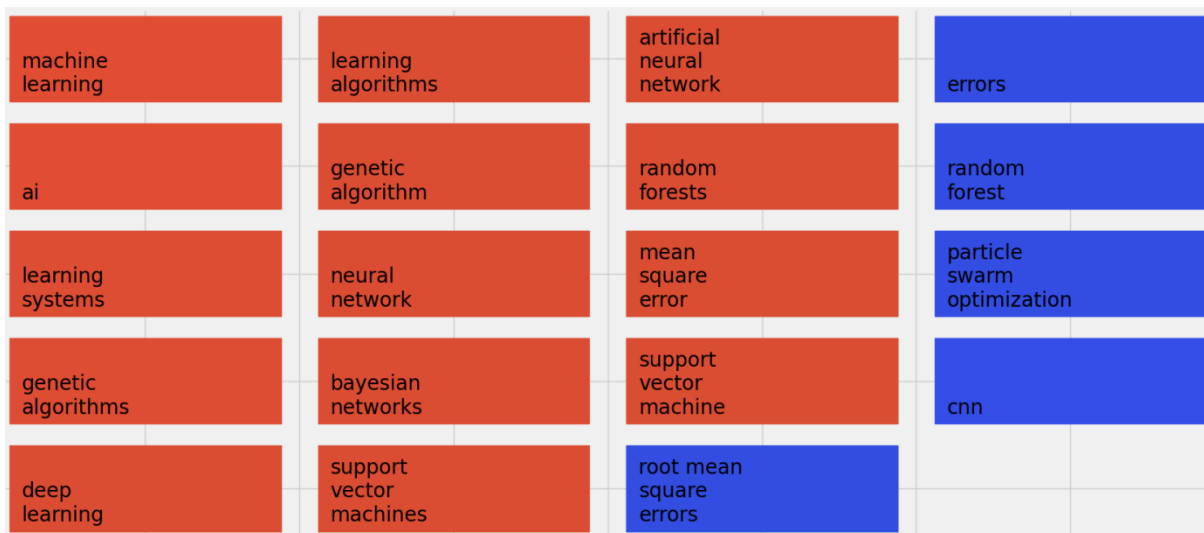 machine
learning
learning
algorithms
artificial
neural
network
errors
ai
genetic
algorithm
random
forests
random
forest
learning
systems
neural
network
mean
square
error
particle
swarm
optimization
genetic
algorithms
bayesian
networks
support
vector
machine
cnn
deep
learning
support
vector
machines
root mean
square
errors